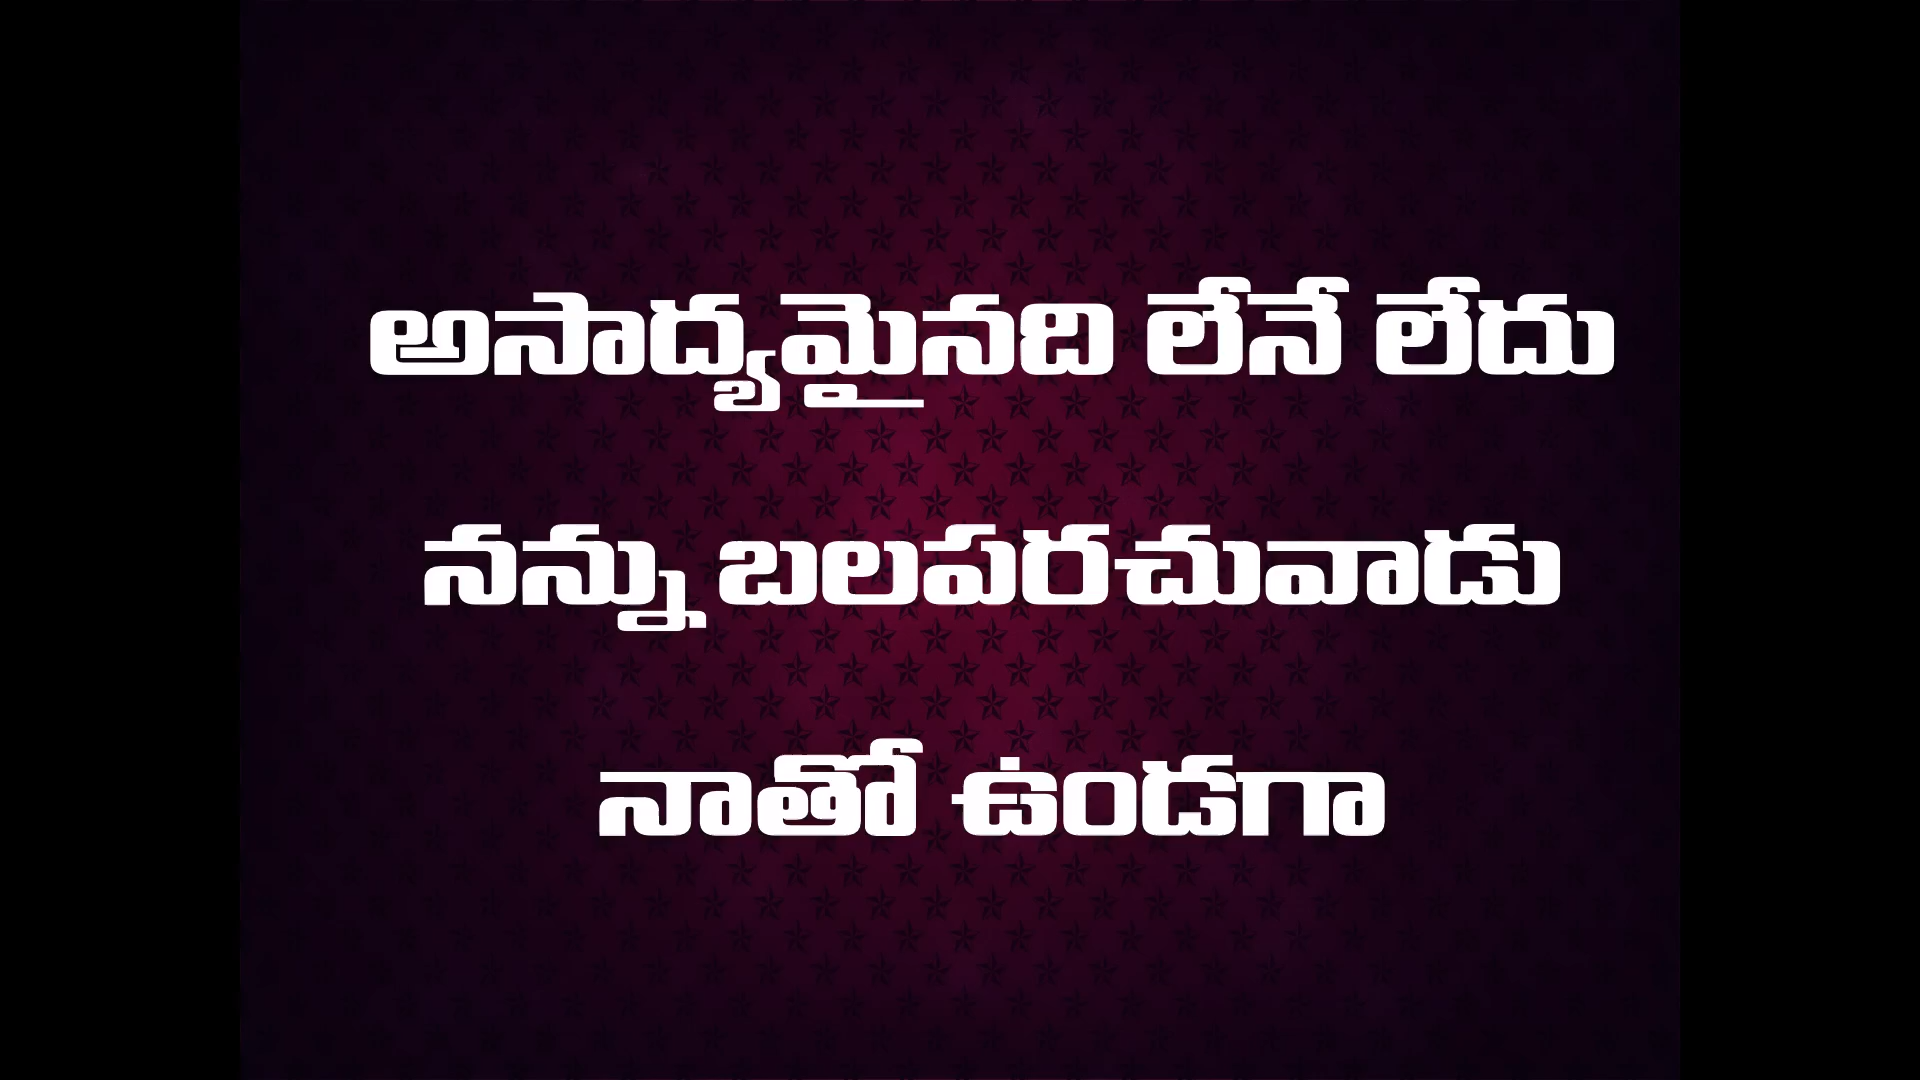 అసాద్యమైనది లేనే లేదు
నన్ను బలపరచువాడు
నాతో ఉండగా